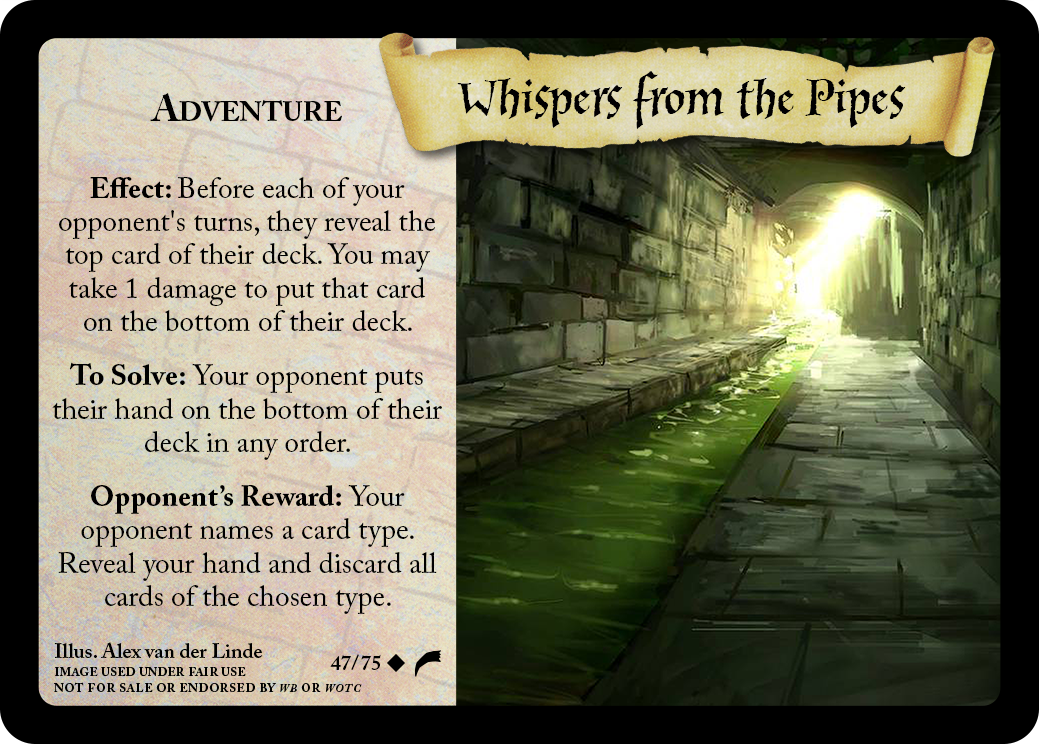 Whispers from the Pipes
ADVENTURE
Effect: Before each of your
opponent's turns, they reveal the
top card of their deck. You may
take 1 damage to put that card
on the bottom of their deck.
To Solve: Your opponent puts
their hand on the bottom of their
deck in any order.
Opponent’s Reward: Your
opponent names a card type.
Reveal your hand and discard all
cards of the chosen type.
Illus. Alex van der Linde
IMAGE USED UNDER FAIR USE
NOT FOR SALE OR ENDORSED BY WB OR WOTC
47/75